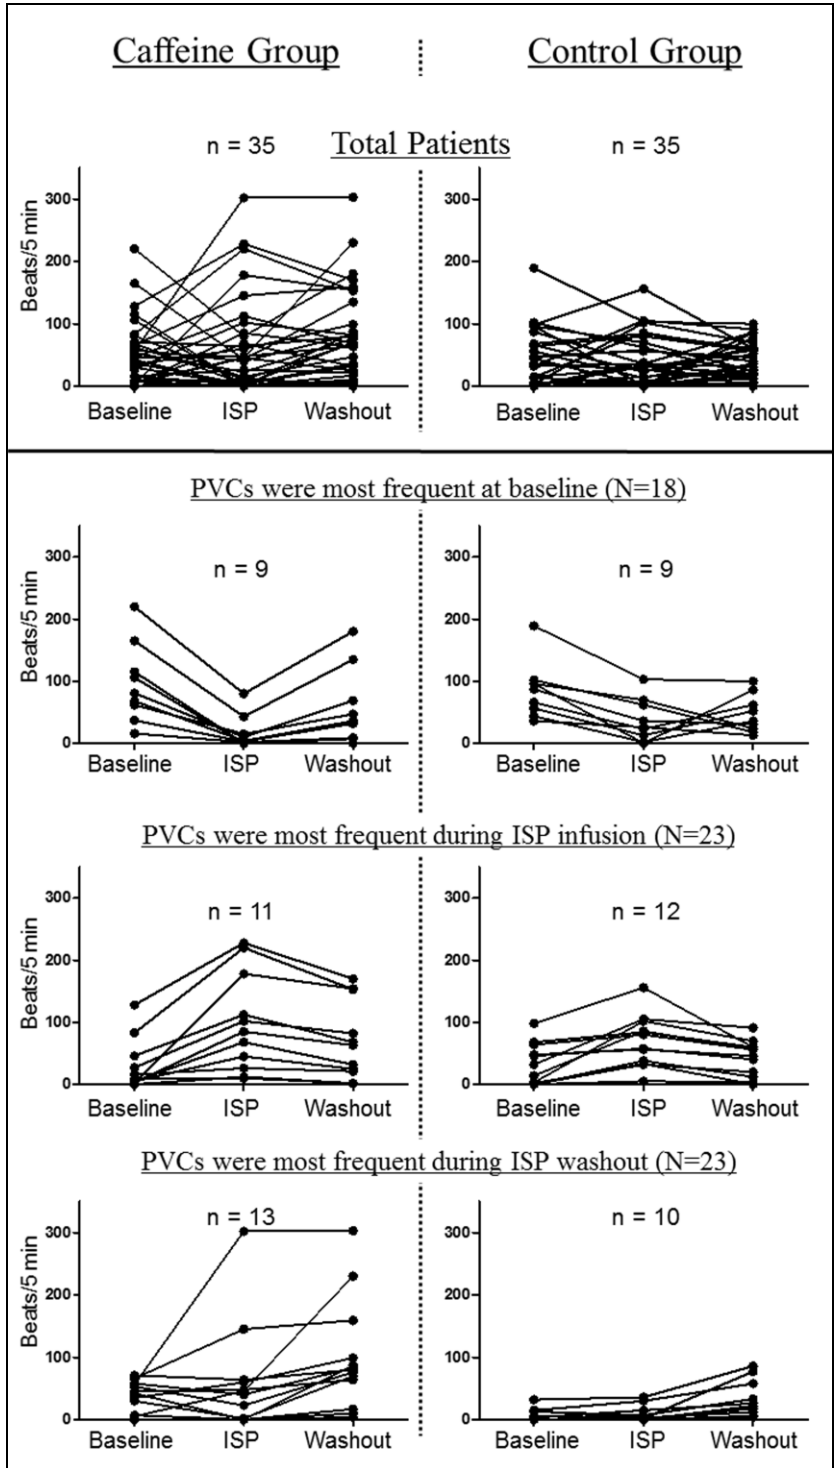 Caffeine Group
Control Group
Total Patients
n = 35
n = 35
Beats/5 min
300
200
100
0
300
200
100
0
Baseline ISP Washout
Baseline ISP Washout
PVCs were most frequent at baseline (N=18)
n = 9
n = 9
Beats/5 min
300
200
100
0
300
200
100
0
Baseline ISP Washout
Baseline ISP Washout
PVCs were most frequent during ISP infusion (N=23)
n = 11
n = 12
Beats/5 min
300
200
100
0
300
200
100
0
Baseline ISP Washout
Baseline ISP Washout
PVCs were most frequent during ISP washout (N=23)
n = 13
n = 10
Beats/5 min
300
200
100
0
300
200
100
0
Baseline ISP Washout
Baseline ISP Washout